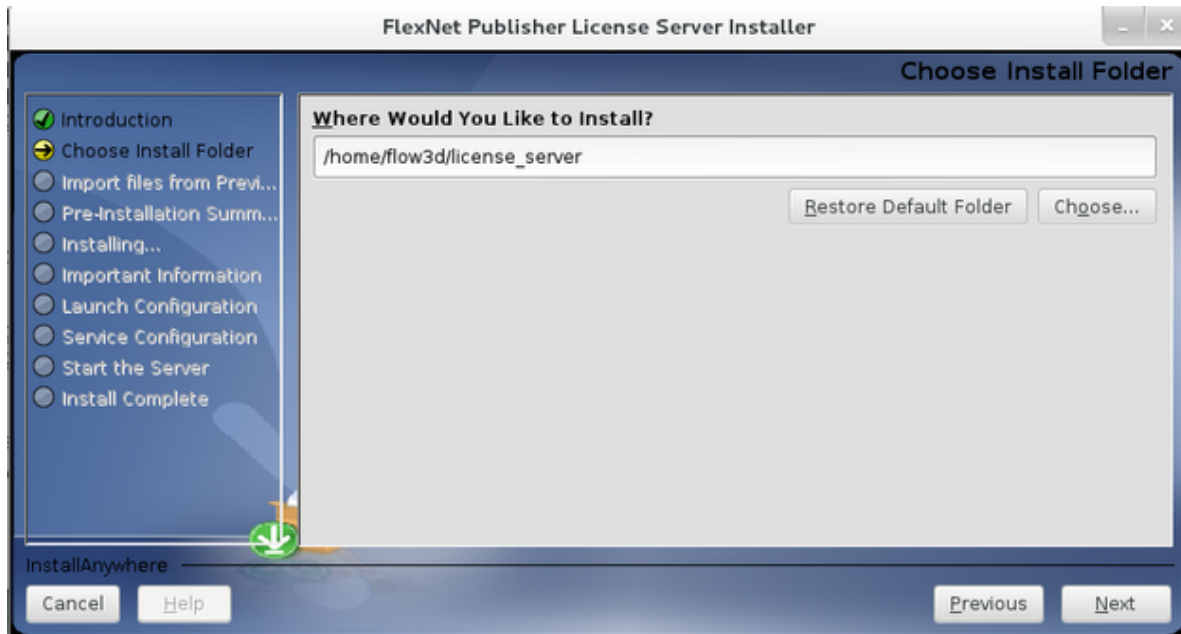 FlexNet Publisher License Server Installer
Choose Install Folder
Introduction
Choose Install Folder
Import files from Previ...
Pre-Installation Summ...
Installing...
Important Information
Launch Configuration
Service Configuration
Start the Server
Install Complete
Where Would You Like to Install?
/home/flow3d/license_server
Restore Default Folder
Choose...
InstallAnywhere
Cancel
Help
Previous
Next